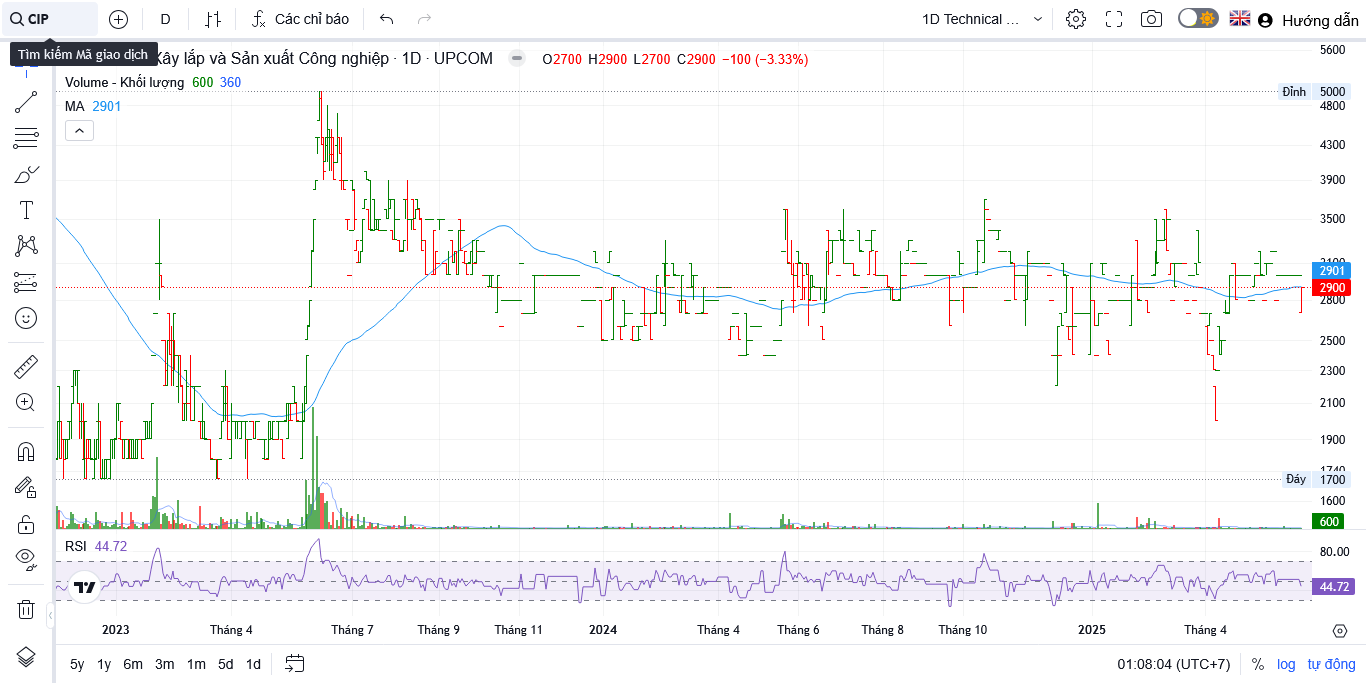 CIP
D
Các chỉ báo
1D Technical ...
Hướng dẫn
Tìm kiếm Mã giao dịch
Xây lắp và Sản xuất Công nghiệp · 1D · UPCOM
O2700 H2900 L2700 C2900 −100 (−3.33%)
Volume - Khối lượng 600 360
MA 2901
5600
Đỉnh 5000
4800
4300
3900
3500
3100
2901
2900
2800
2500
2300
2100
1900
1740
Đáy 1700
1600
600
RSI 44.72
80.00
44.72
2023 Tháng 4 Tháng 7 Tháng 9 Tháng 11 2024 Tháng 4 Tháng 6 Tháng 8 Tháng 10 2025 Tháng 4
5y 1y 6m 3m 1m 5d 1d
01:08:04 (UTC+7) % log tự động